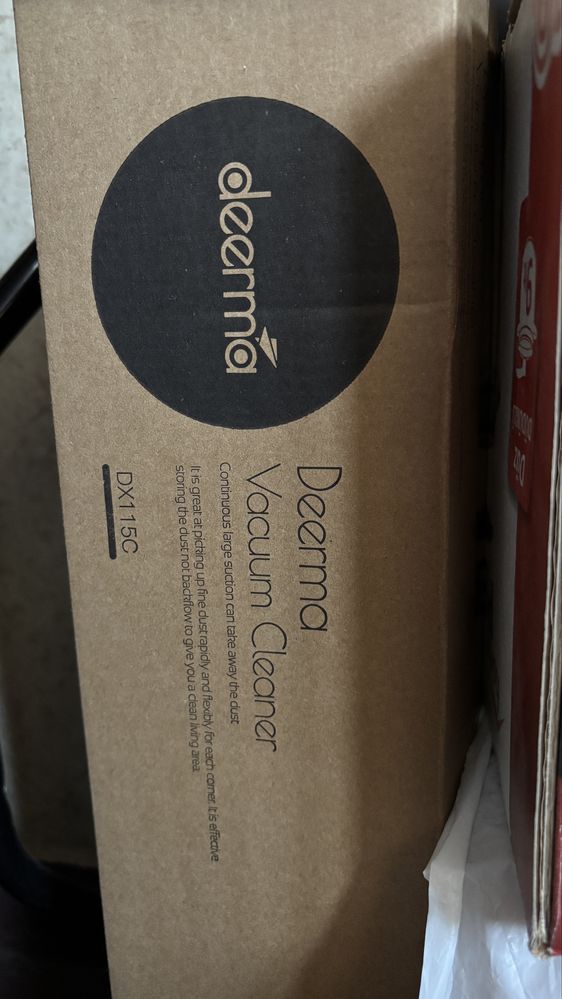 deerma
Deerma
Vacuum Cleaner
Continuous large suction can take away the dust
It is great at picking up fine dust rapidly and flexibly for each corner. It is effective
storing the dust not backflow to give you a clean living area.
DX115C